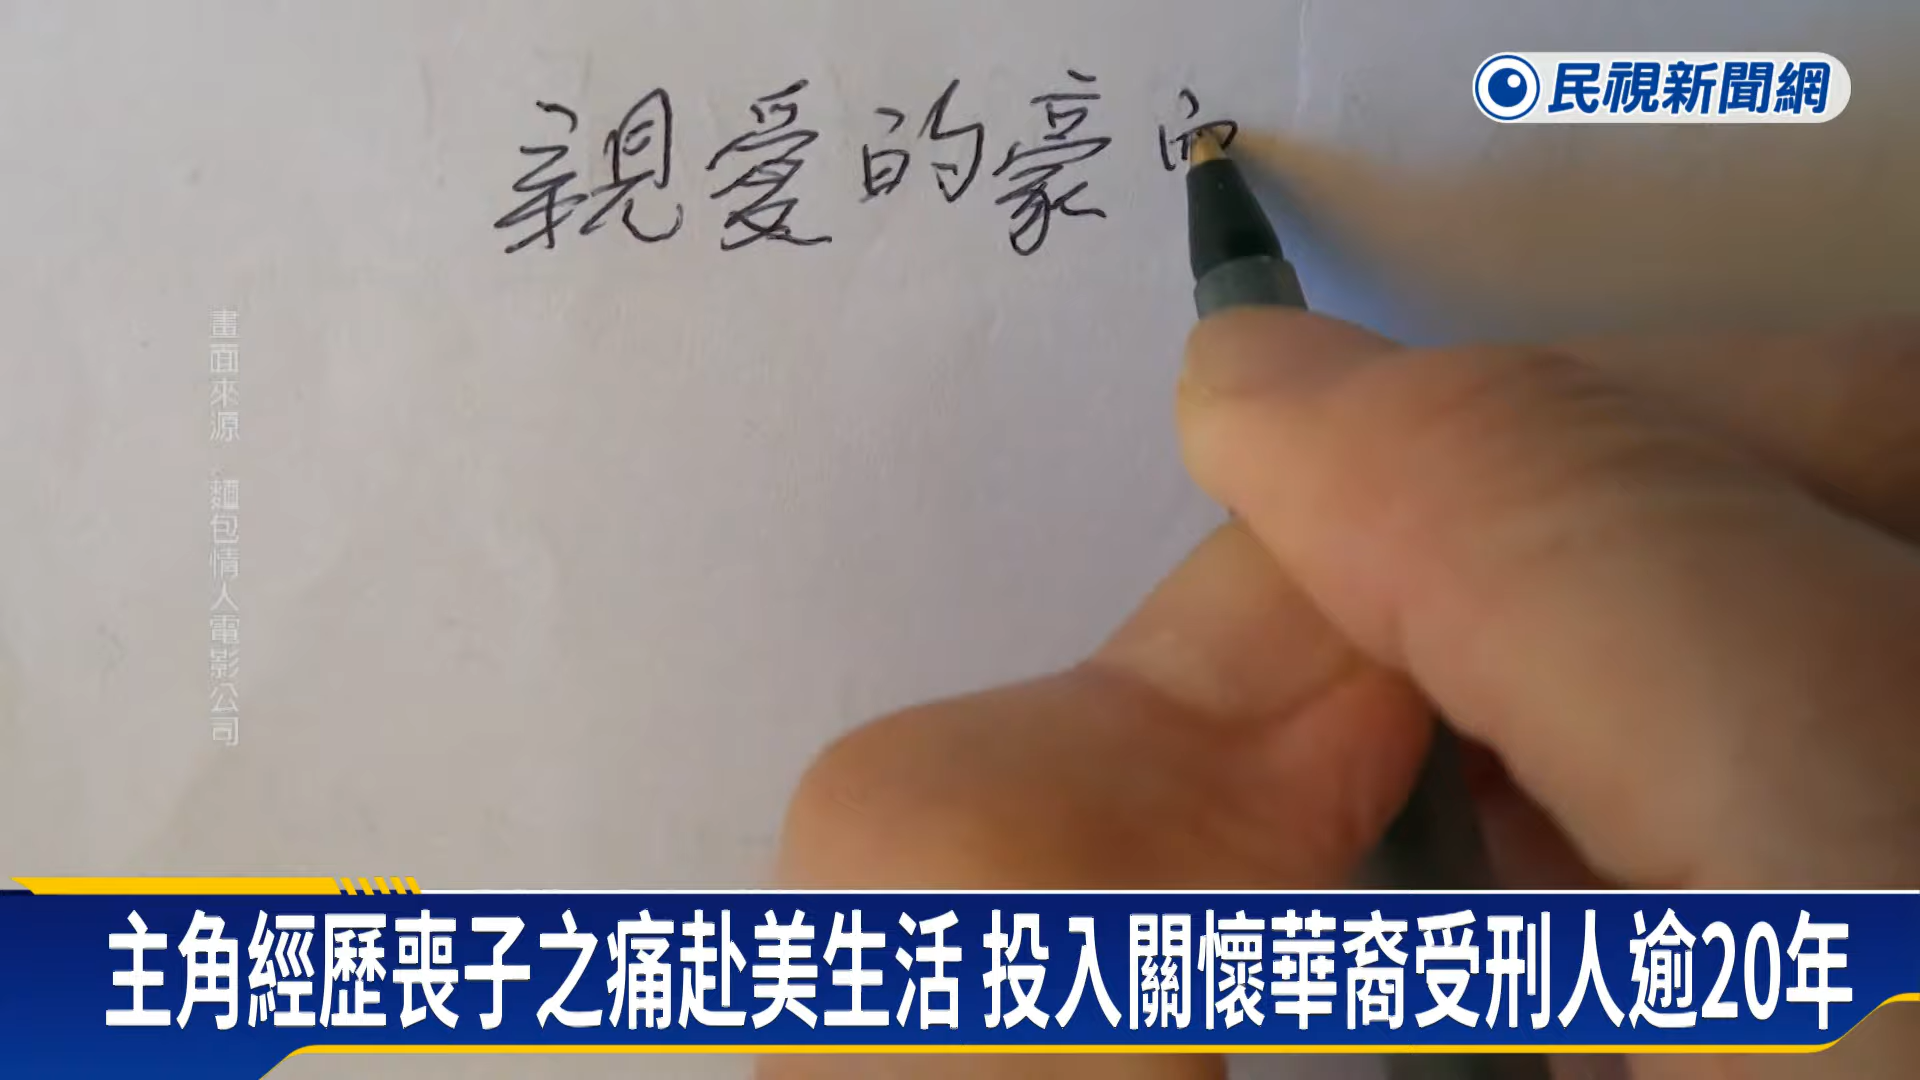 親愛的豪
民視新聞網
畫面來源:麵包情人電影公司
主角經歷喪子之痛赴美生活 投入關懷華裔受刑人逾20年